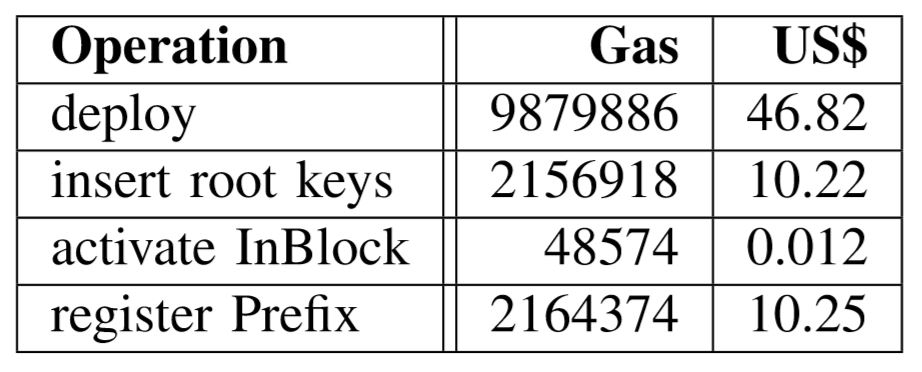 Operation Gas US$
deploy 9879886 46.82
insert root keys 2156918 10.22
activate InBlock 48574 0.012
register Prefix 2164374 10.25